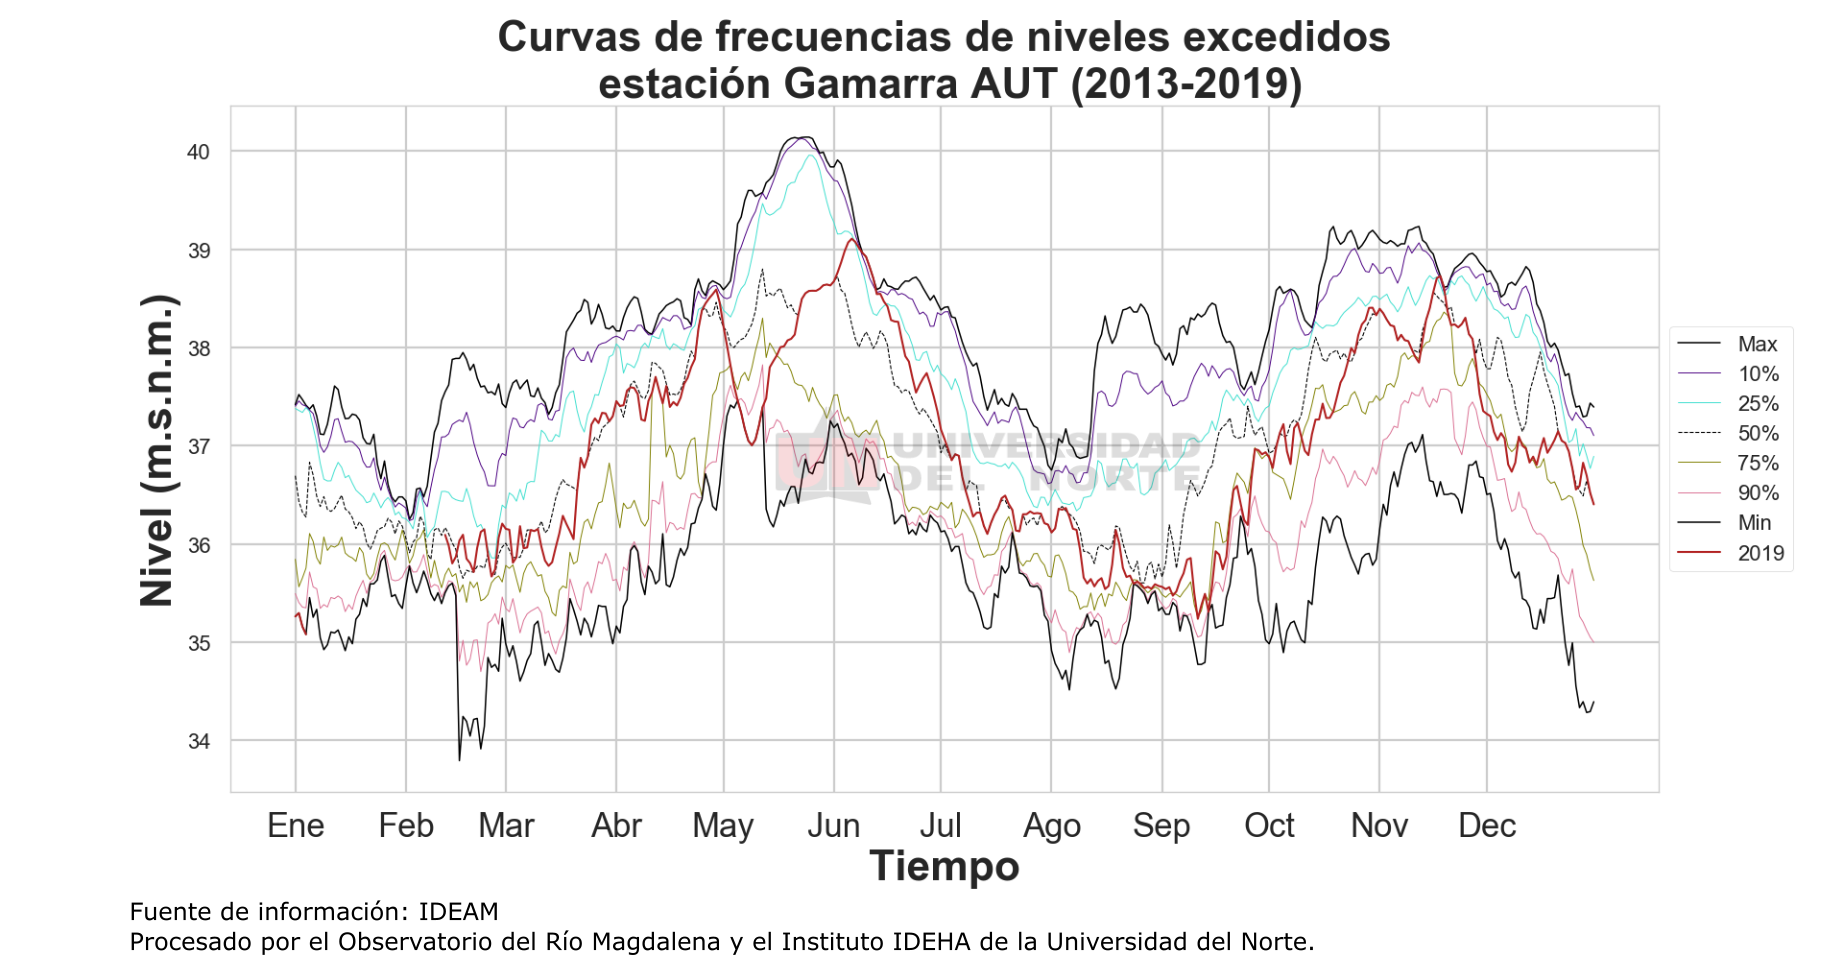 Curvas de frecuencias de niveles excedidos
estación Gamarra AUT (2013-2019)
Nivel (m.s.n.m.)
40
39
38
37
36
35
34
UN UNIVERSIDAD
DEL NORTE
Max
10%
25%
50%
75%
90%
Min
2019
Ene Feb Mar Abr May Jun Jul Ago Sep Oct Nov Dec
Tiempo
Fuente de información: IDEAM
Procesado por el Observatorio del Río Magdalena y el Instituto IDEHA de la Universidad del Norte.